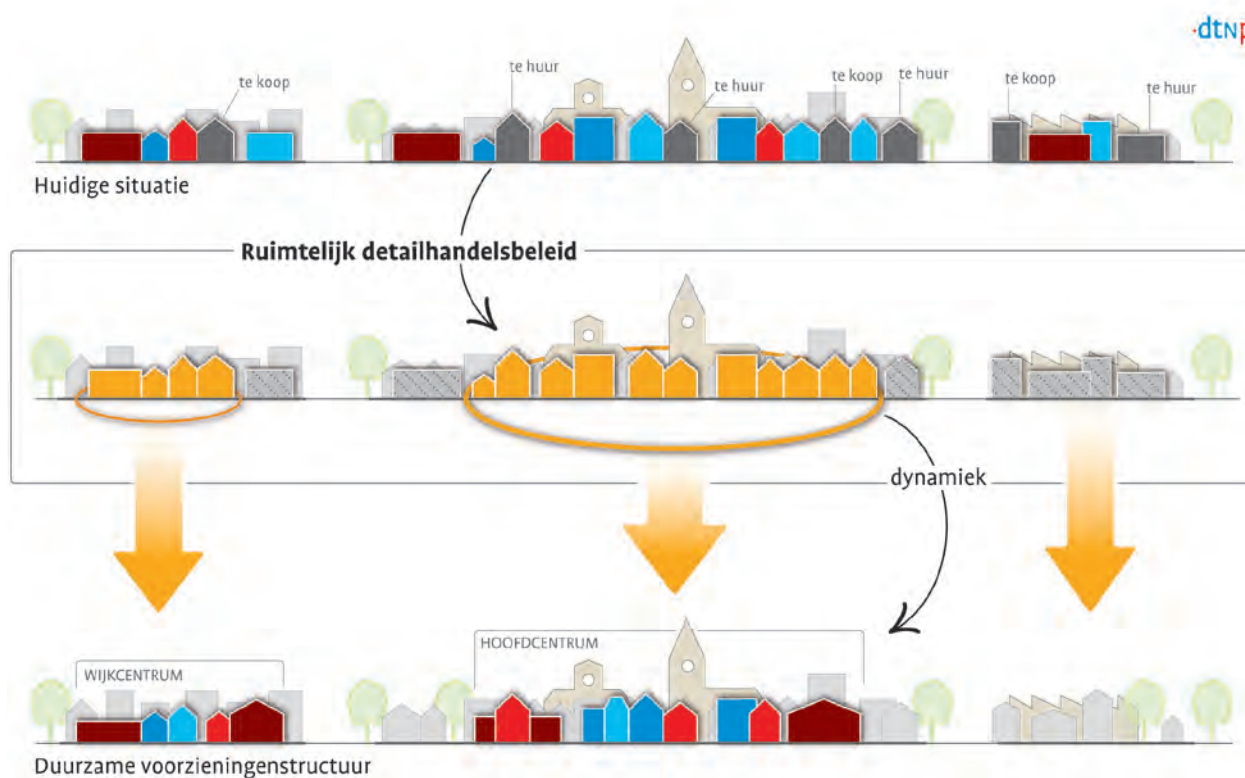 ·dtNp
te koop
te huur
te huur
te koop
te huur
te koop
te huur
Huidige situatie
Ruimtelijk detailhandelsbeleid
dynamiek
WIJKCENTRUM
HOOFDCENTRUM
Duurzame voorzieningenstructuur